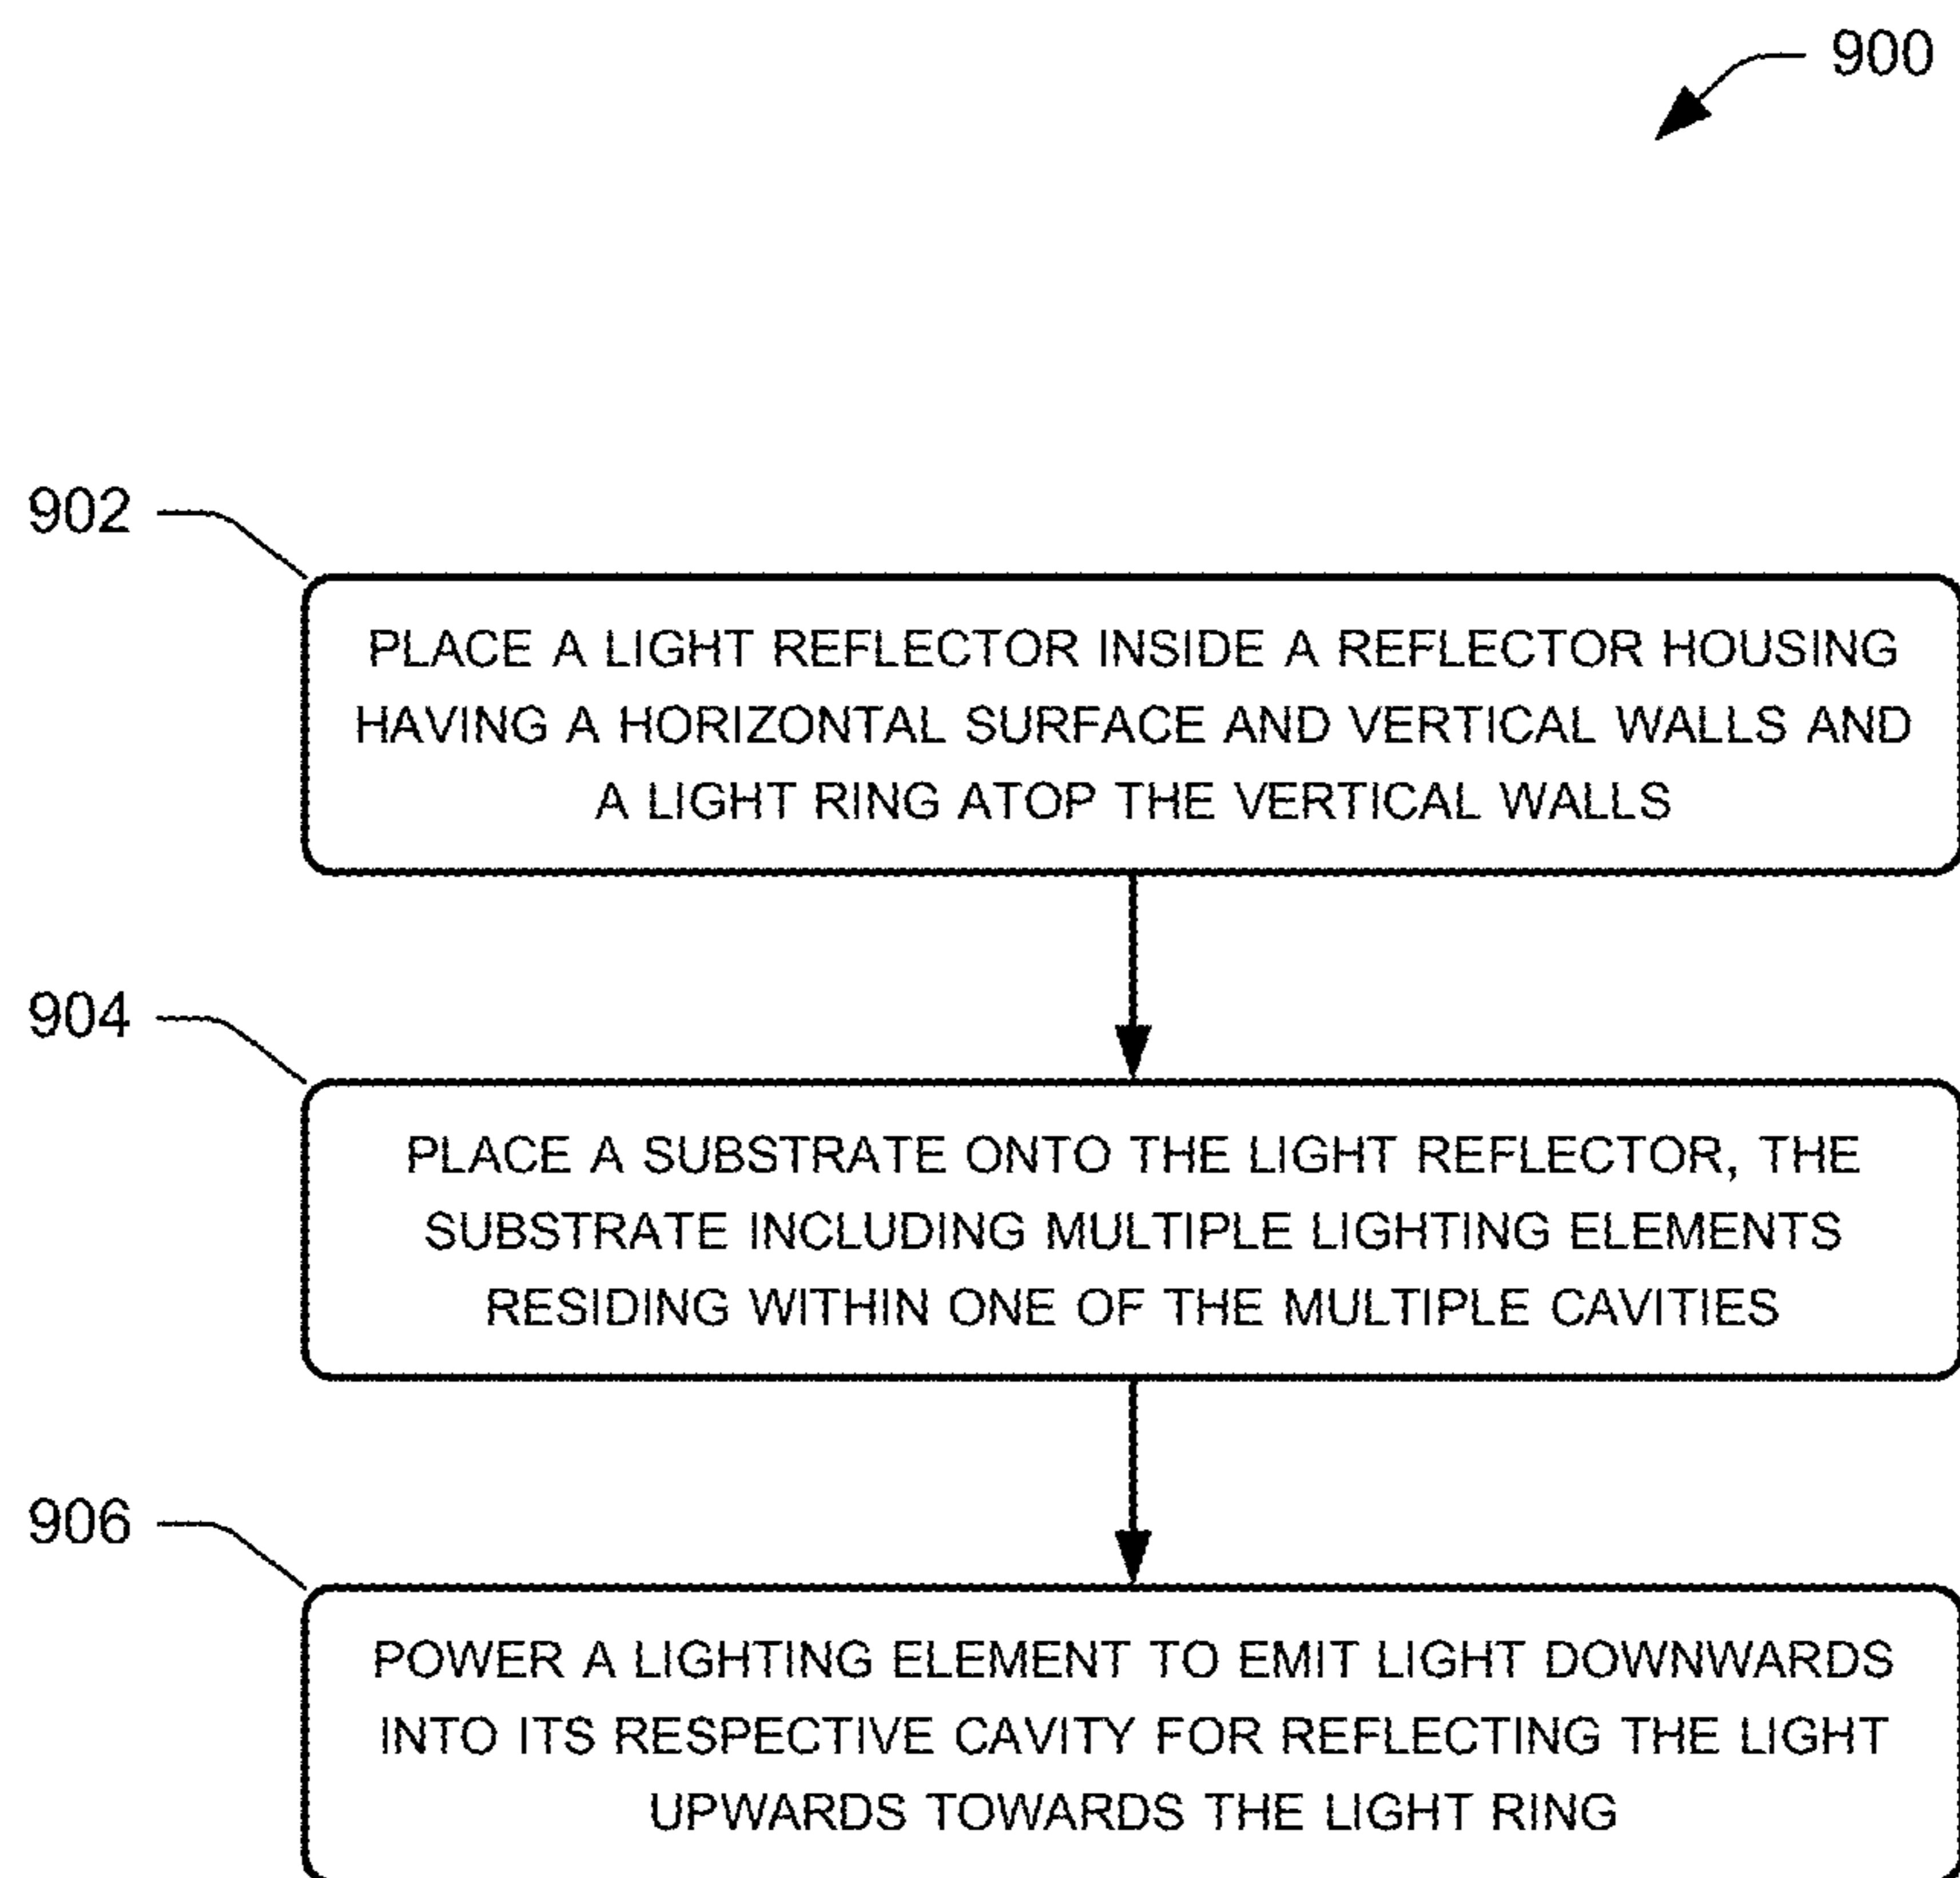 900
902
PLACE A LIGHT REFLECTOR INSIDE A REFLECTOR HOUSING
HAVING A HORIZONTAL SURFACE AND VERTICAL WALLS AND
A LIGHT RING ATOP THE VERTICAL WALLS
904
PLACE A SUBSTRATE ONTO THE LIGHT REFLECTOR, THE
SUBSTRATE INCLUDING MULTIPLE LIGHTING ELEMENTS
RESIDING WITHIN ONE OF THE MULTIPLE CAVITIES
906
POWER A LIGHTING ELEMENT TO EMIT LIGHT DOWNWARDS
INTO ITS RESPECTIVE CAVITY FOR REFLECTING THE LIGHT
UPWARDS TOWARDS THE LIGHT RING